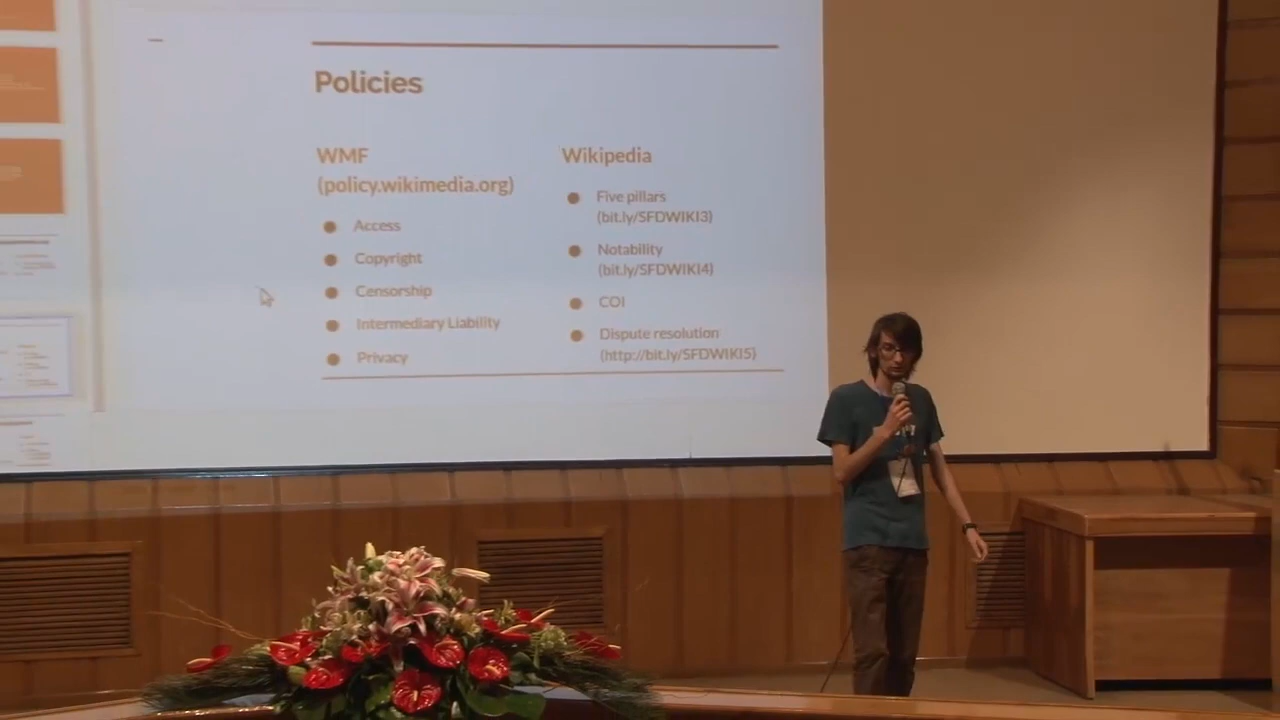 Policies
WMF
(policy.wikimedia.org)
Access
Copyright
Censorship
Intermediary Liability
Privacy
Wikipedia
Five pillars
(bit.ly/SFDWIKI3)
Notability
(bit.ly/SFDWIKI4)
COI
Dispute resolution
(http://bit.ly/SFDWIKI5)